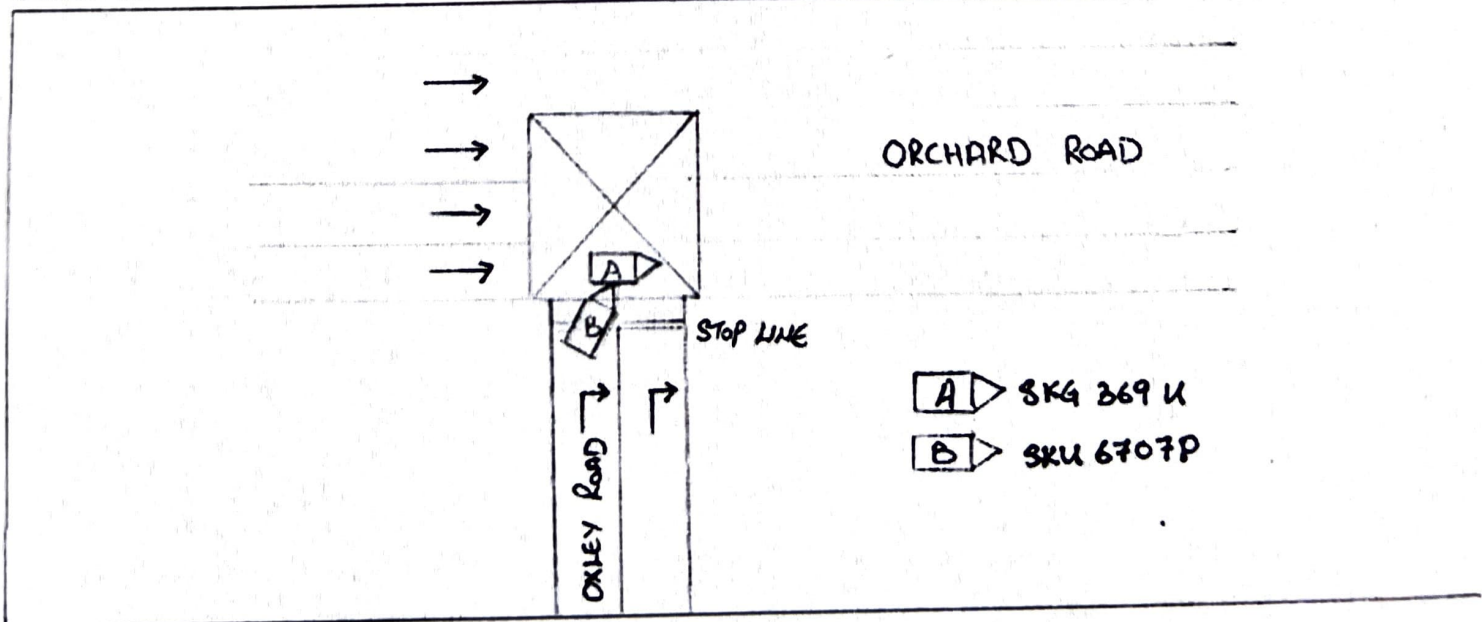 ORCHARD ROAD
A
B
STOP LINE
OXLEY ROAD
A SKG 369 U
B SKU 6707P